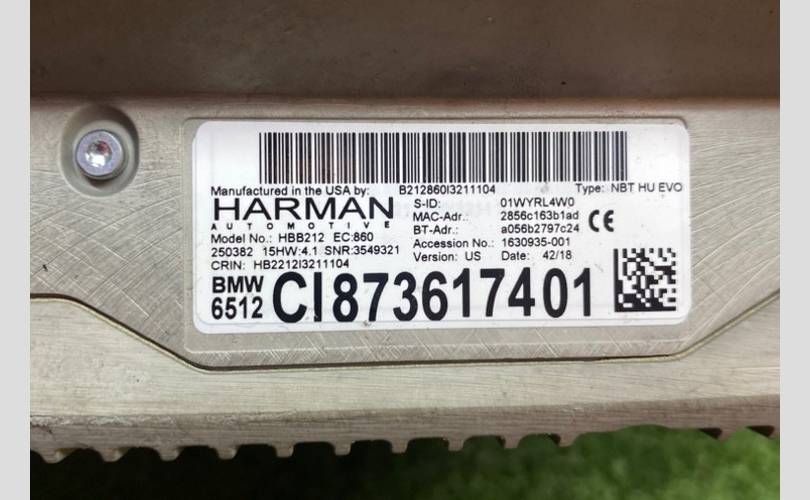 Manufactured in the USA by: B212860I3211104 Type: NBT HU EVO
HARMAN
AUTOMOTIVE
S-ID: 01WYRL4W0
MAC-Adr.: 2856c163b1ad
BT-Adr.: a056b2797c24 CE
Model No.: HBB212 EC:860
Accession No.: 1630935-001
250382 15HW:4.1 SNR:3549321
Version: US Date: 42/18
CRIN: HB2212I3211104
BMW
6512 CI873617401